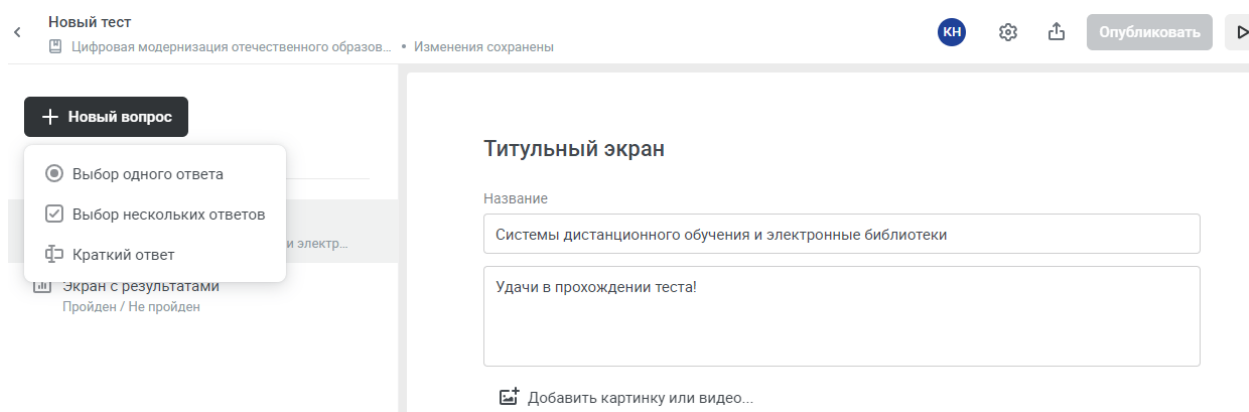 Новый тест
Цифровая модернизация отечественного образов... • Изменения сохранены
КН
Опубликовать
+ Новый вопрос
Выбор одного ответа
Выбор нескольких ответов
Краткий ответ
и электр...
Экран с результатами
Пройден / Не пройден
Титульный экран
Название
Системы дистанционного обучения и электронные библиотеки
Удачи в прохождении теста!
Добавить картинку или видео...